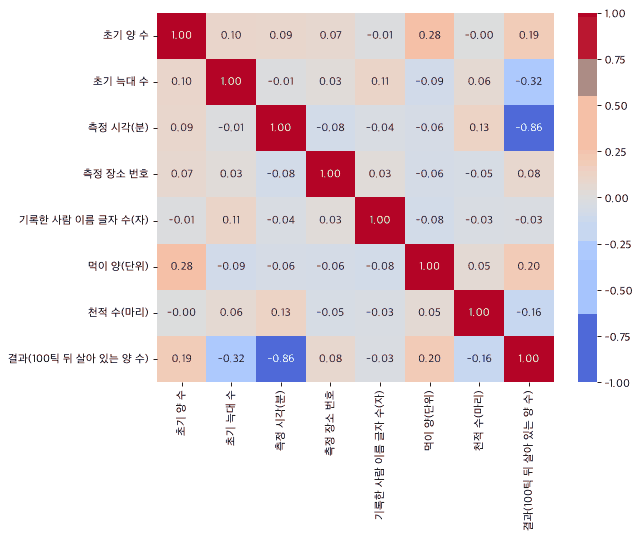 초기 양 수 1.00 0.10 0.09 0.07 −0.01 0.28 −0.00 0.19
초기 늑대 수 0.10 1.00 −0.01 0.03 0.11 −0.09 0.06 −0.32
측정 시각(분) 0.09 −0.01 1.00 −0.08 −0.04 −0.06 0.13 −0.86
측정 장소 번호 0.07 0.03 −0.08 1.00 0.03 −0.06 −0.05 0.08
기록한 사람 이름 글자 수(자) −0.01 0.11 −0.04 0.03 1.00 −0.08 −0.03 −0.03
먹이 양(단위) 0.28 −0.09 −0.06 −0.06 −0.08 1.00 0.05 0.20
천적 수(마리) −0.00 0.06 0.13 −0.05 −0.03 0.05 1.00 −0.16
결과(100틱 뒤 살아 있는 양 수) 0.19 −0.32 −0.86 0.08 −0.03 0.20 −0.16 1.00
초기 양 수
초기 늑대 수
측정 시각(분)
측정 장소 번호
기록한 사람 이름 글자 수(자)
먹이 양(단위)
천적 수(마리)
결과(100틱 뒤 살아 있는 양 수)
1.00
0.75
0.50
0.25
0.00
−0.25
−0.50
−0.75
−1.00